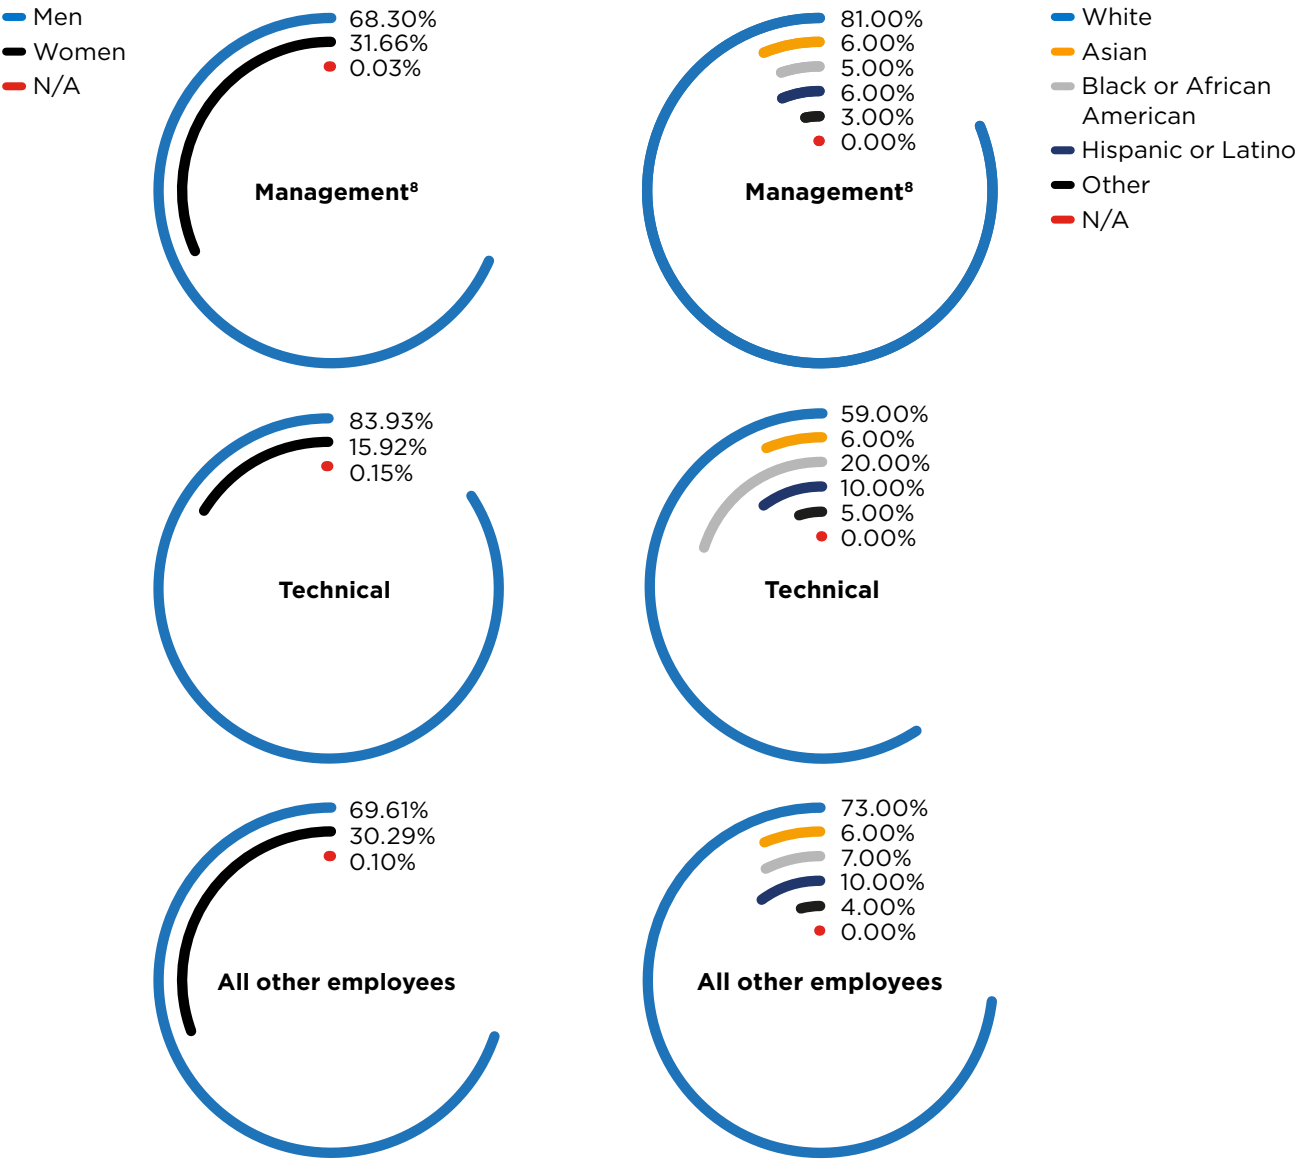 Men
Women
N/A
68.30%
31.66%
0.03%
Management⁸
81.00%
6.00%
5.00%
6.00%
3.00%
0.00%
Management⁸
White
Asian
Black or African
American
Hispanic or Latino
Other
N/A
83.93%
15.92%
0.15%
Technical
59.00%
6.00%
20.00%
10.00%
5.00%
0.00%
Technical
69.61%
30.29%
0.10%
All other employees
73.00%
6.00%
7.00%
10.00%
4.00%
0.00%
All other employees